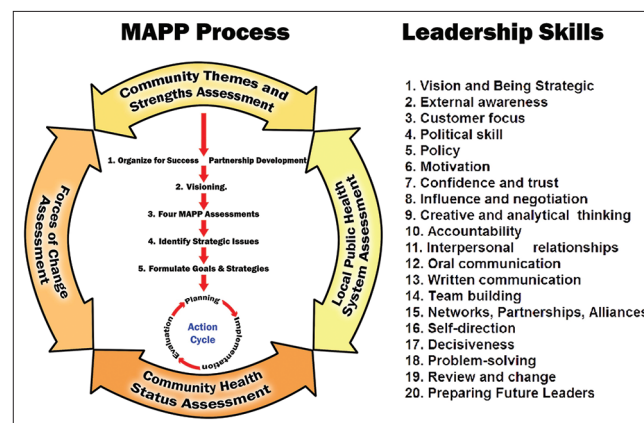 MAPP Process
Community Themes and
Strengths Assessment
1. Organize for Success Partnership Development
2. Visioning.
3. Four MAPP Assessments
4. Identify Strategic Issues
5. Formulate Goals & Strategies
Planning
Implementation
Evaluation
Action
Cycle
Forces of Change
Assessment
Local Public Health
System Assessment
Community Health
Status Assessment
Leadership Skills
1. Vision and Being Strategic
2. External awareness
3. Customer focus
4. Political skill
5. Policy
6. Motivation
7. Confidence and trust
8. Influence and negotiation
9. Creative and analytical thinking
10. Accountability
11. Interpersonal relationships
12. Oral communication
13. Written communication
14. Team building
15. Networks, Partnerships, Alliances
16. Self-direction
17. Decisiveness
18. Problem-solving
19. Review and change
20. Preparing Future Leaders